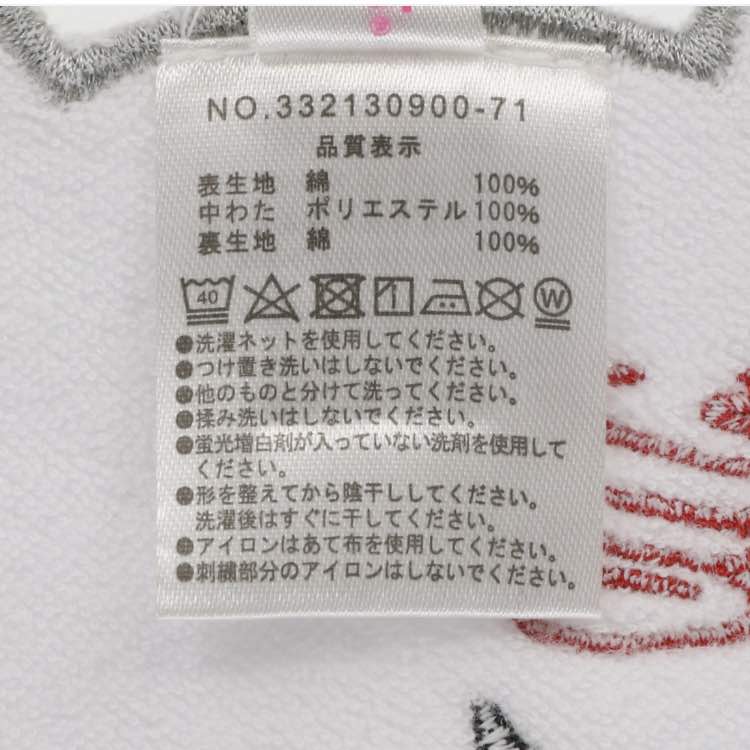 NO.332130900-71
品質表示
表生地 綿 100%
中わた ポリエステル 100%
裏生地 綿 100%
40 W
●洗濯ネットを使用してください。
●つけ置き洗いはしないでください。
●他のものと分けて洗ってください。
●揉み洗いはしないでください。
●蛍光増白剤が入っていない洗剤を使用して
ください。
●形を整えてから陰干ししてください。
洗濯後はすぐに干してください。
●アイロンはあて布を使用してください。
●刺繍部分のアイロンはしないでください。